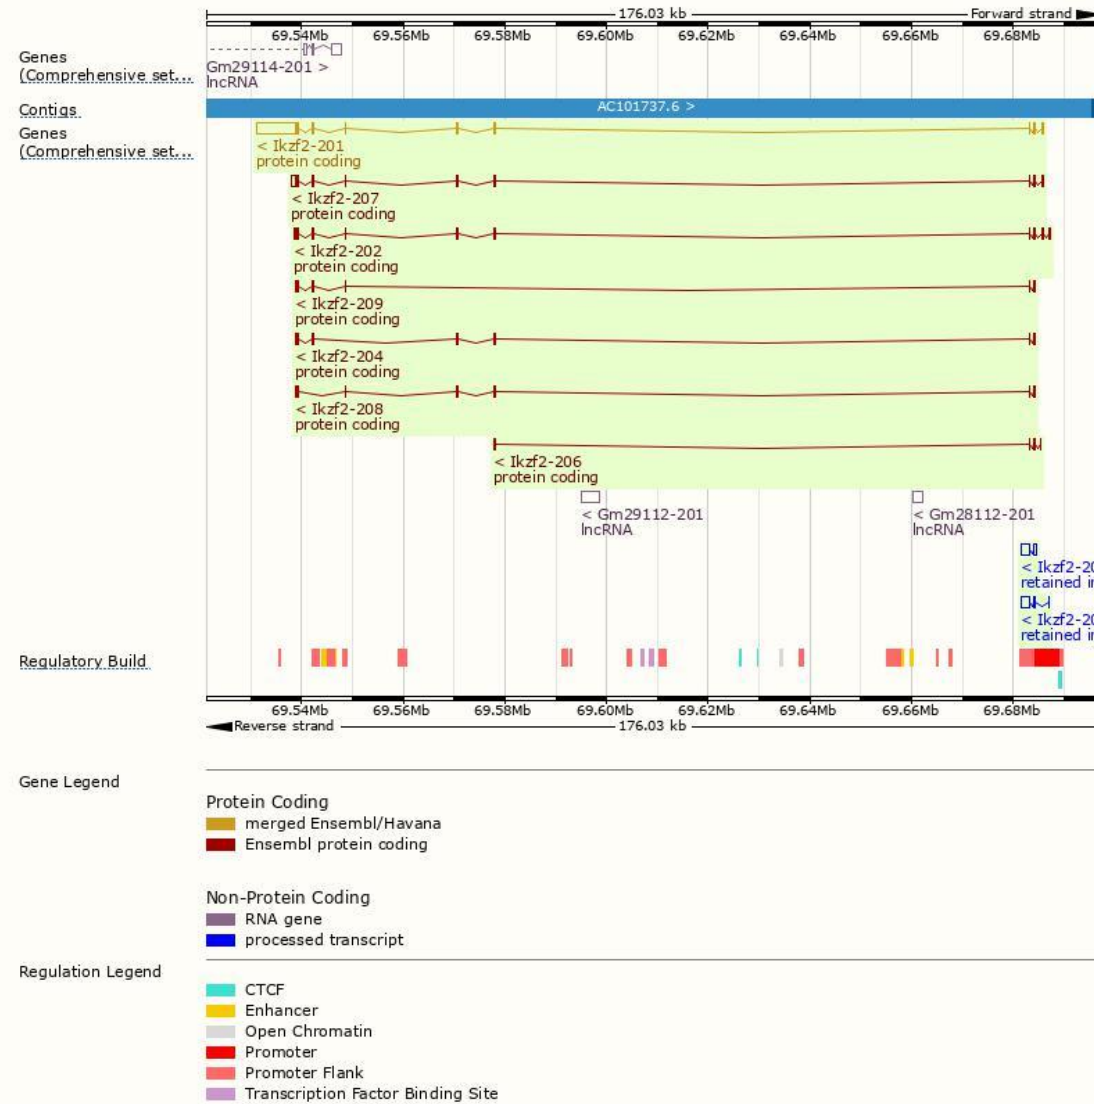 176.03 kb
Forward strand
69.54Mb 69.56Mb 69.58Mb 69.60Mb 69.62Mb 69.64Mb 69.66Mb 69.68Mb
Genes
(Comprehensive set...
Gm29114-201 >
lncRNA
Contigs
AC101737.6 >
Genes
(Comprehensive set...
< Ikzf2-201
protein coding
< Ikzf2-207
protein coding
< Ikzf2-202
protein coding
< Ikzf2-209
protein coding
< Ikzf2-204
protein coding
< Ikzf2-208
protein coding
< Ikzf2-206
protein coding
< Gm29112-201
lncRNA
< Gm28112-201
lncRNA
< Ikzf2-20
retained in
< Ikzf2-20
retained in
Regulatory Build
69.54Mb 69.56Mb 69.58Mb 69.60Mb 69.62Mb 69.64Mb 69.66Mb 69.68Mb
Reverse strand
176.03 kb
Gene Legend
Protein Coding
merged Ensembl/Havana
Ensembl protein coding
Non-Protein Coding
RNA gene
processed transcript
Regulation Legend
CTCF
Enhancer
Open Chromatin
Promoter
Promoter Flank
Transcription Factor Binding Site